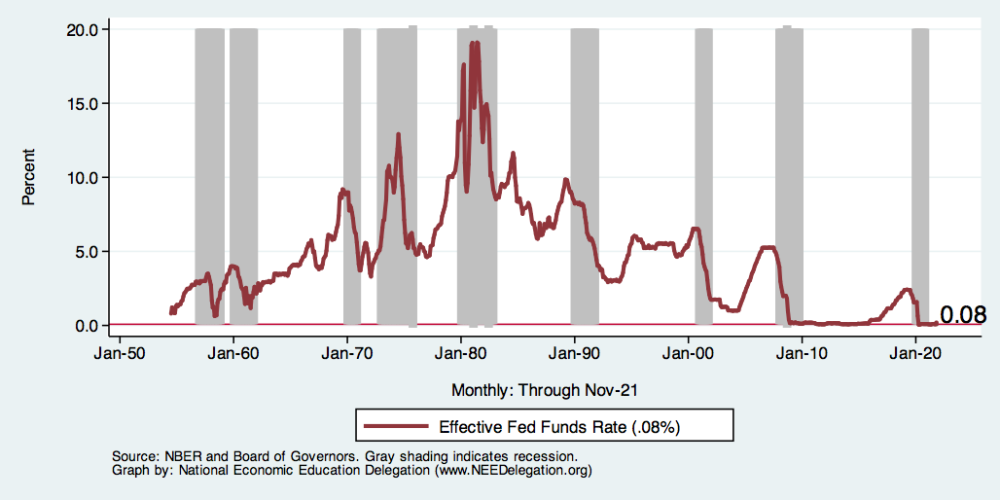 20.0
15.0
10.0
5.0
0.0
Percent
0.08
Jan-50 Jan-60 Jan-70 Jan-80 Jan-90 Jan-00 Jan-10 Jan-20
Monthly: Through Nov-21
Effective Fed Funds Rate (.08%)
Source: NBER and Board of Governors. Gray shading indicates recession.
Graph by: National Economic Education Delegation (www.NEEDelegation.org)